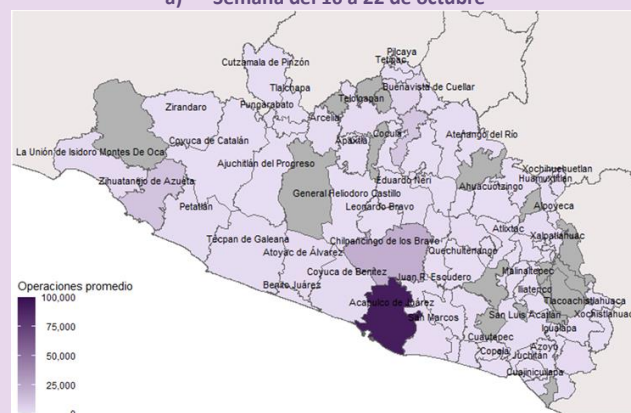 a) Semana del 16 a 22 de octubre
Pilcaya
Tetipac
Cutzamala de Pinzón
Tlalchapa
Buenavista de Cuellar
Zirandaro
Pungarabato
Teloloapan
Arcelia
Cocula
Atenango del Río
Coyuca de Catalán
Apaxtla
La Unión de Isidoro Montes De Oca
Ajuchitlán del Progreso
Xochihuehuetlan
Huamuxtitlán
Zihuatanejo de Azueta
Eduardo Neri
Ahuacuotzingo
General Heliodoro Castillo
Alpoyeca
Petatlán
Leonardo Bravo
Atlixtac
Xalpatláhuac
Técpan de Galeana
Chilpancingo de los Bravo
Atoyac de Álvarez
Quechultenango
Coyuca de Benítez
Malinaltepec
Juan R. Escudero
Iliatenco
Benito Juárez
Tlacoachistlahuaca
Acapulco de Juárez
San Marcos
San Luis Acatlán
Xochistlahuaca
Igualapa
Cuautepec
Azoyú
Copala
Juchitán
Cuajinicuilapa
Operaciones promedio
100,000
75,000
50,000
25,000
0